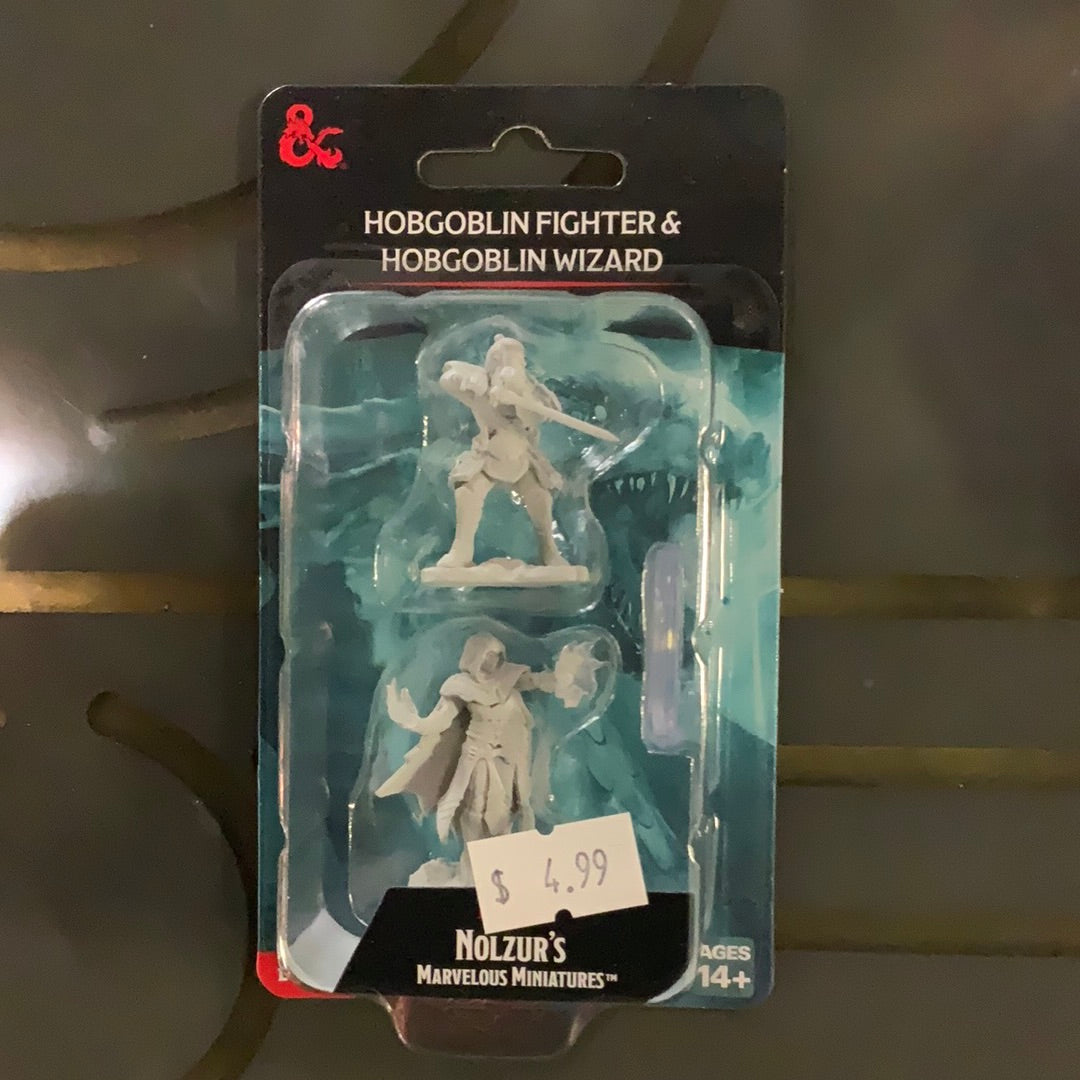 HOBGOBLIN FIGHTER &
HOBGOBLIN WIZARD
$ 4.99
NOLZUR'S
MARVELOUS MINIATURES™
AGES
14+